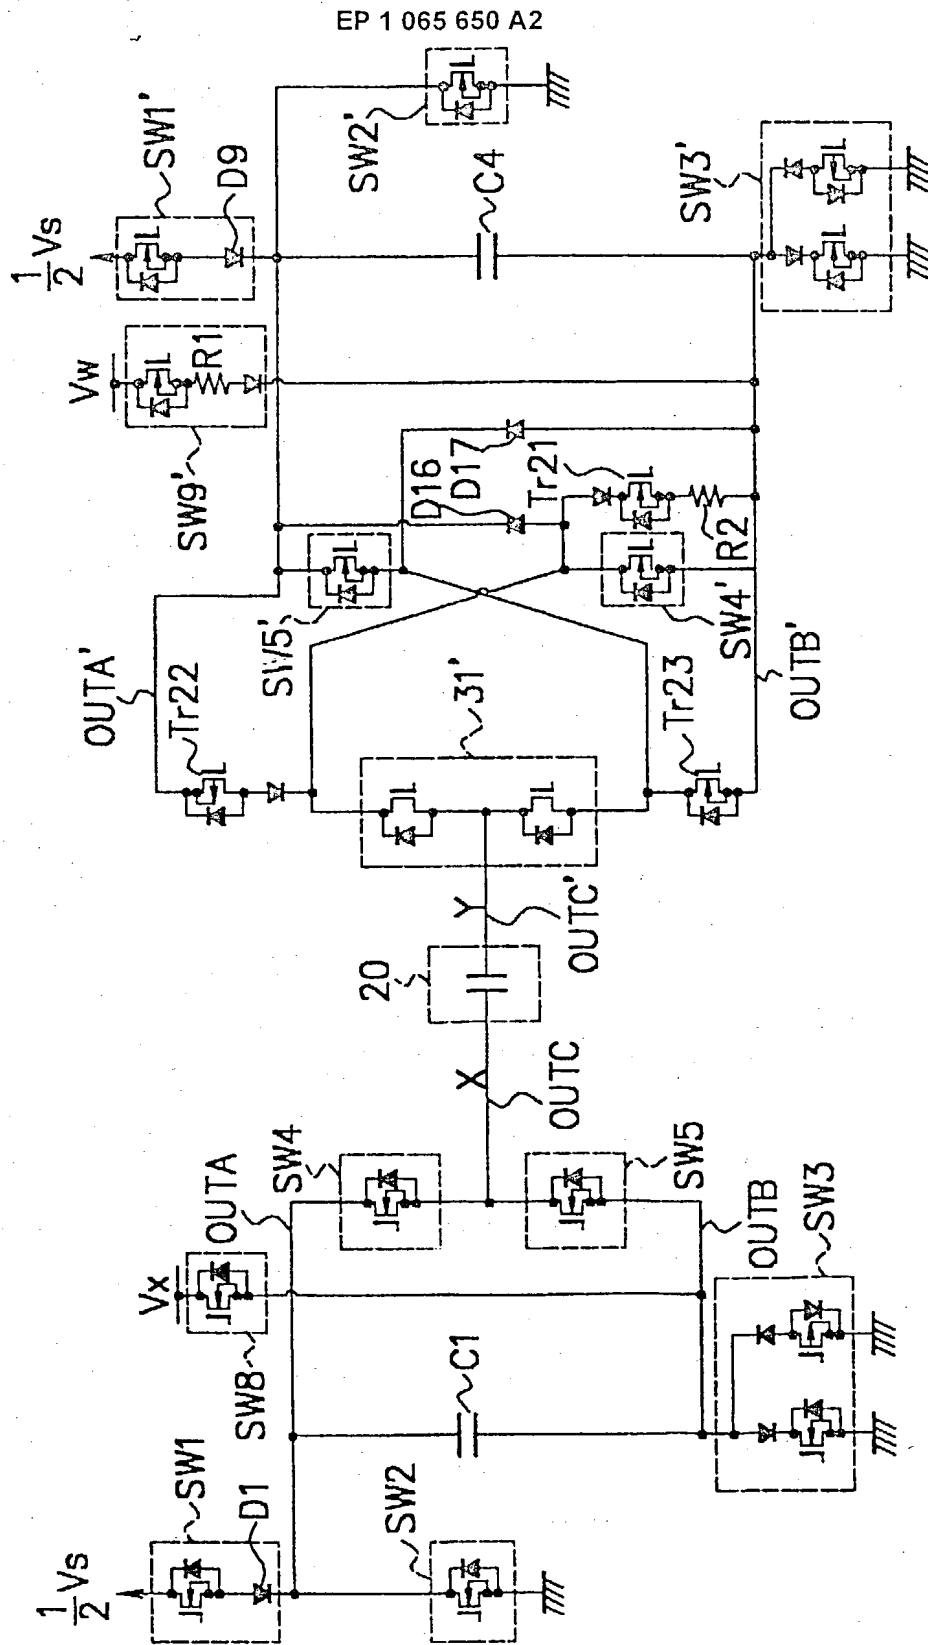 EP 1 065 650 A2
1/2 Vs
SW1'
D9
SW2'
C4
SW3'
Vw
R1
SW9'
D16
D17
Tr21
R2
SW5'
SW4'
OUTA'
Tr22
31'
Tr23
OUTB'
20
Y
OUTC'
X
OUTC
SW4
OUTA
SW5
OUTB
SW3
Vx
SW8
C1
1/2 Vs
SW1
D1
SW2